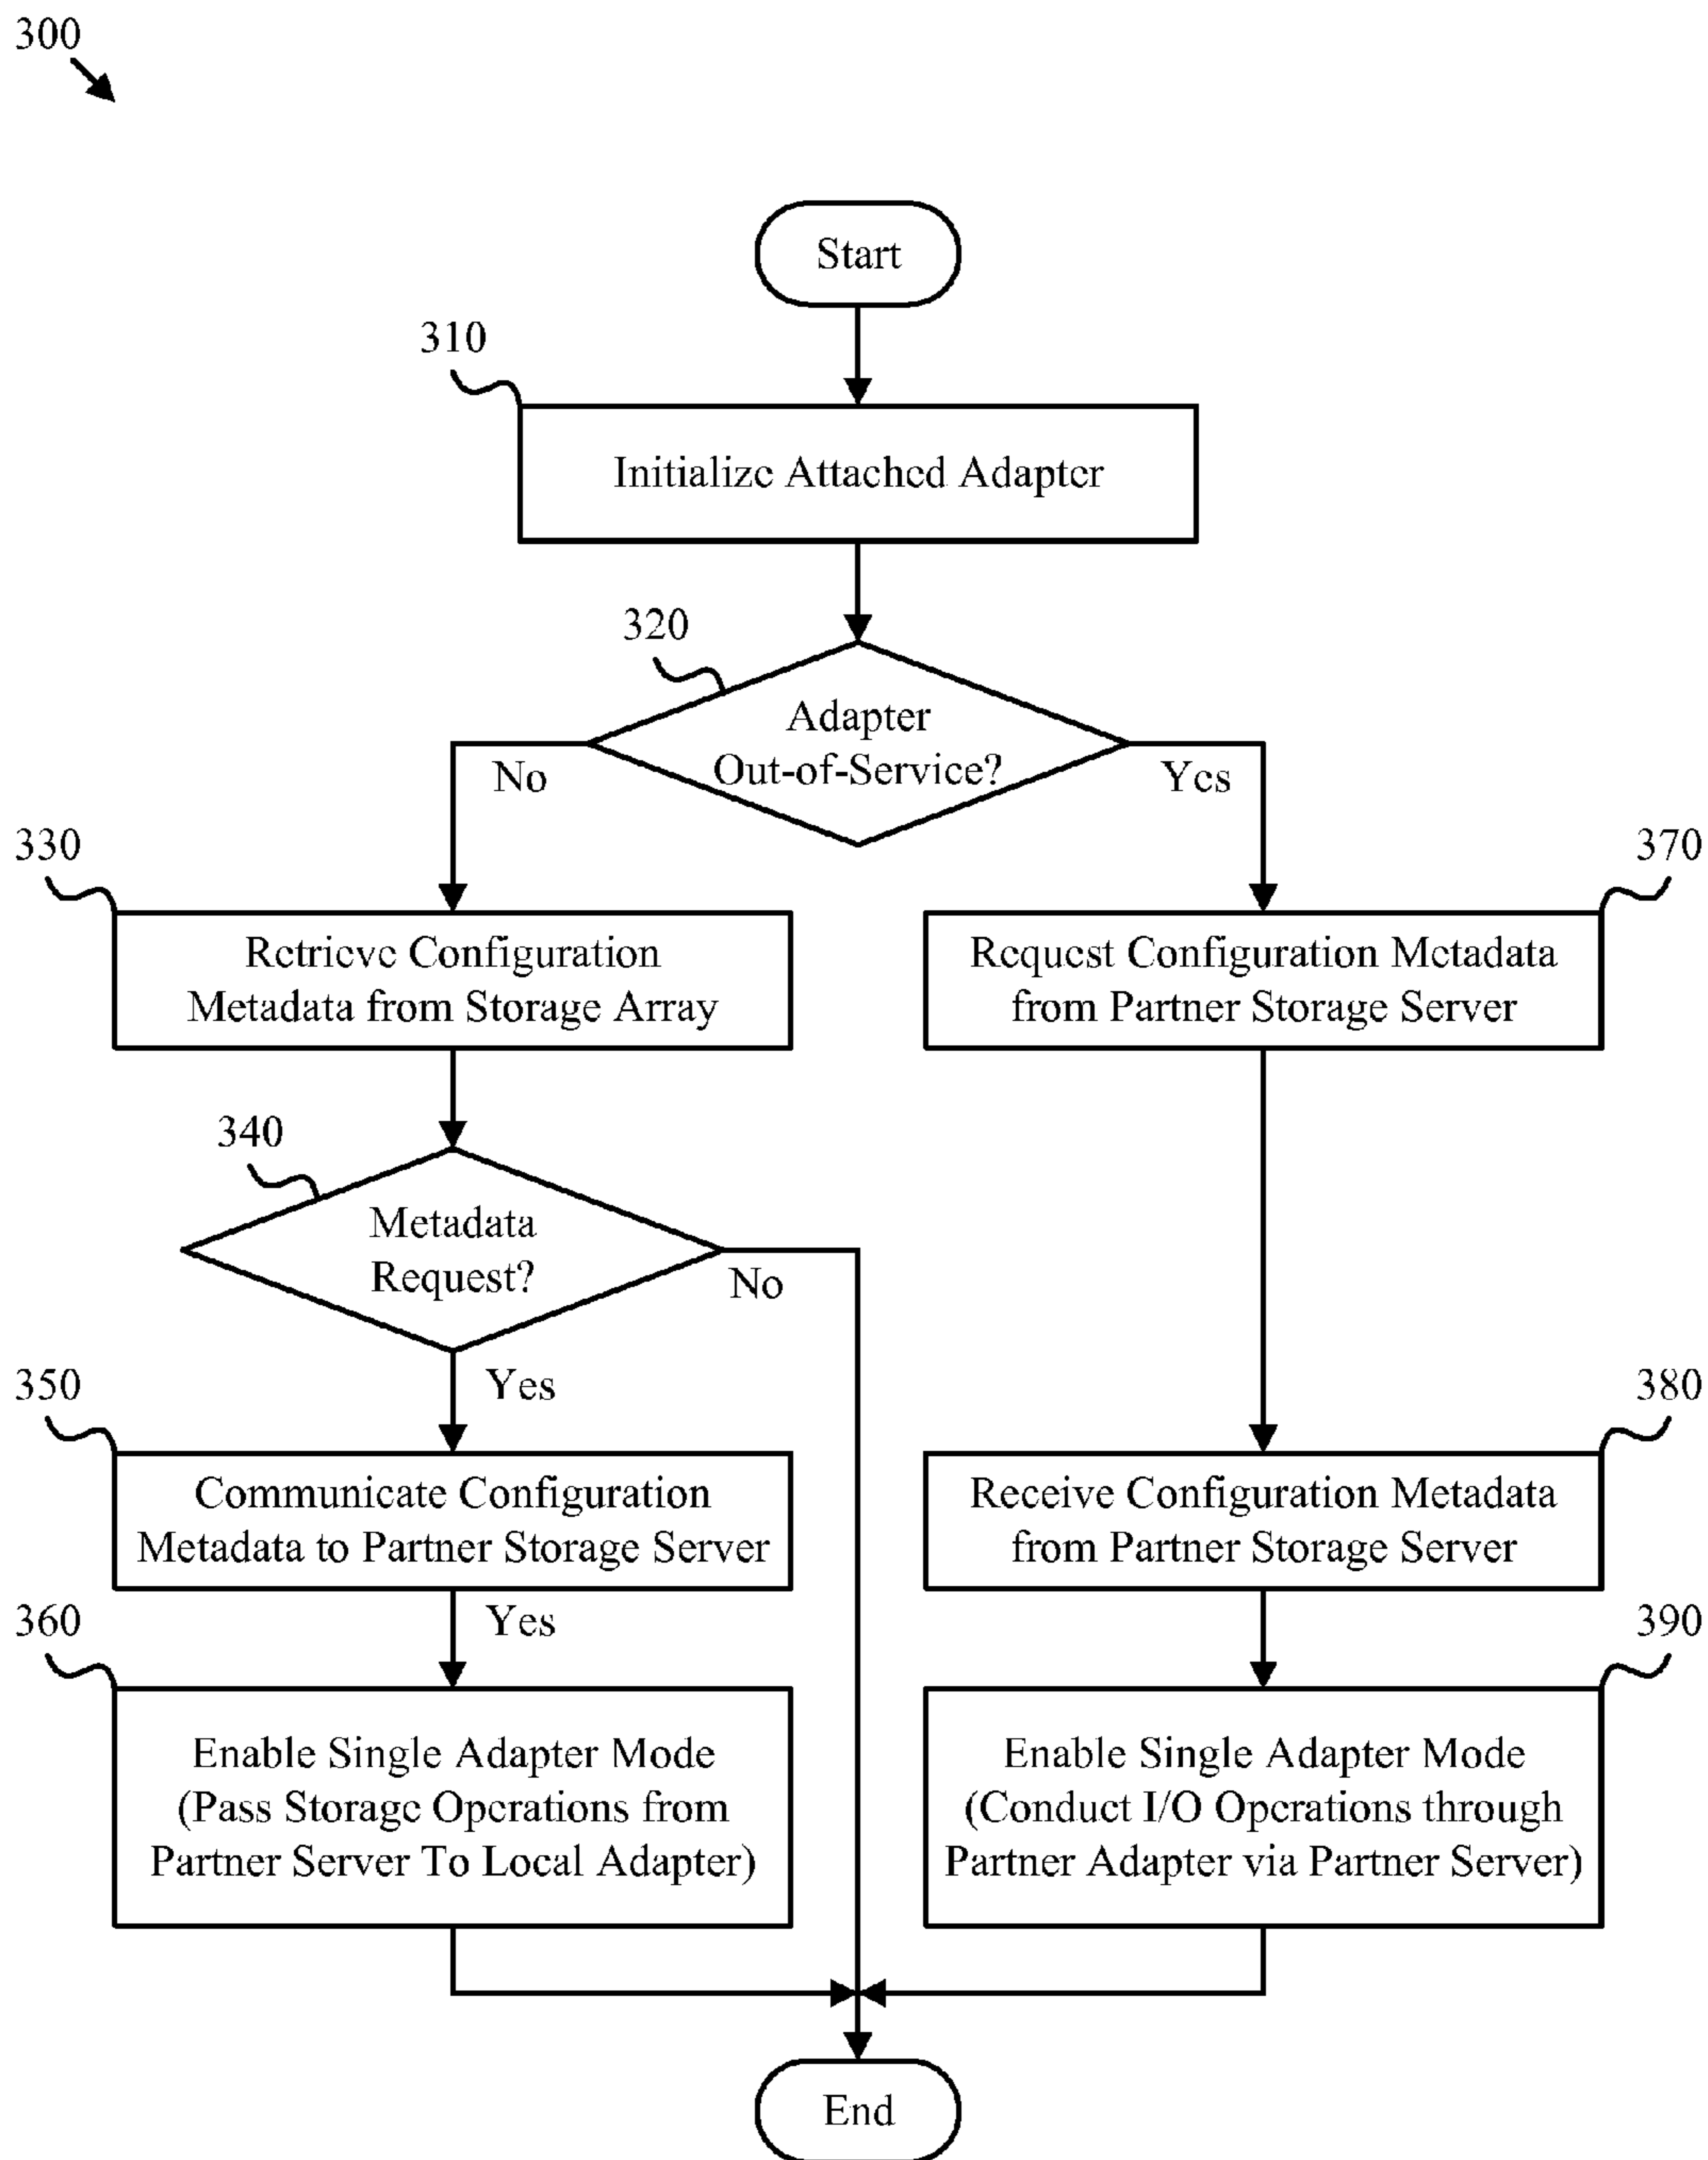 300
Start
310
Initialize Attached Adapter
320
Adapter
Out-of-Service?
No
Yes
330
370
Retrieve Configuration
Metadata from Storage Array
Request Configuration Metadata
from Partner Storage Server
340
Metadata
Request?
No
Yes
350
380
Communicate Configuration
Metadata to Partner Storage Server
Receive Configuration Metadata
from Partner Storage Server
Yes
360
390
Enable Single Adapter Mode
(Pass Storage Operations from
Partner Server To Local Adapter)
Enable Single Adapter Mode
(Conduct I/O Operations through
Partner Adapter via Partner Server)
End